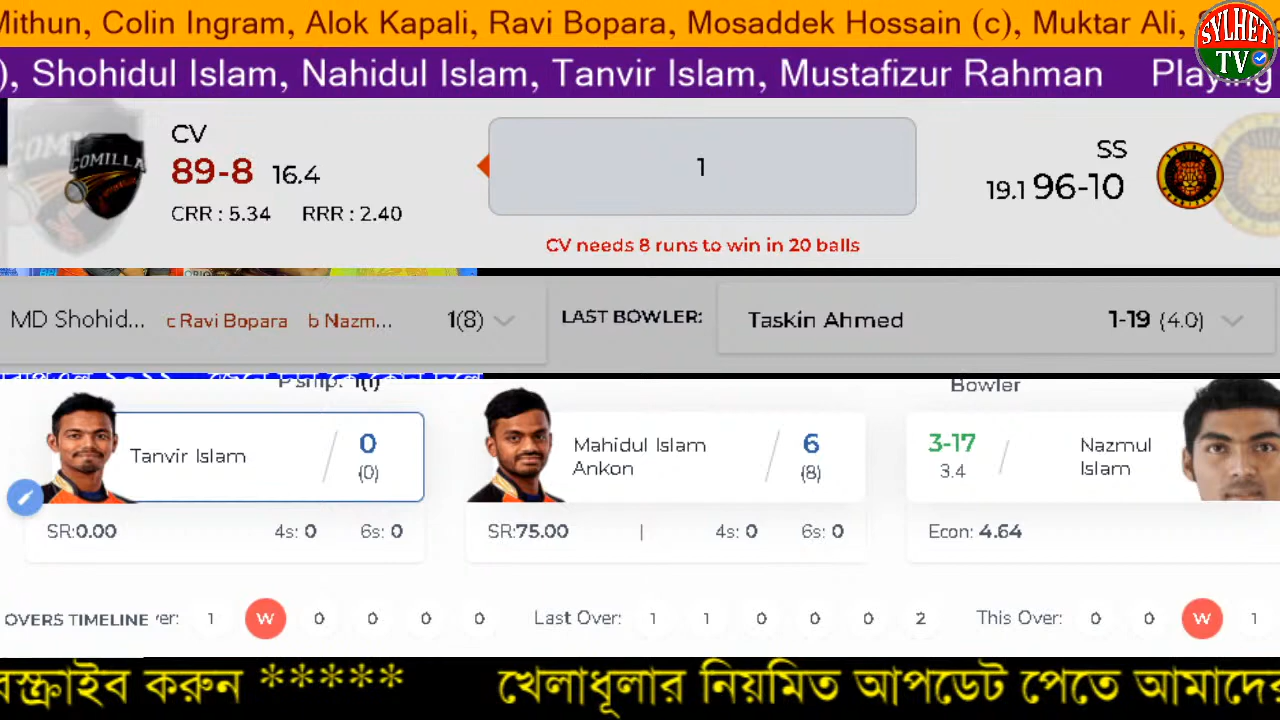 Mithun, Colin Ingram, Alok Kapali, Ravi Bopara, Mosaddek Hossain (c), Muktar Ali,
SYLHET
TV
), Shohidul Islam, Nahidul Islam, Tanvir Islam, Mustafizur Rahman Playing
COMILLA
CV
89-8 16.4
CRR : 5.34 RRR : 2.40
1
CV needs 8 runs to win in 20 balls
SS
19.1 96-10
MD Shohid... c Ravi Bopara b Nazm... 1(8)
LAST BOWLER:
Taskin Ahmed 1-19 (4.0)
P'ship: 1(1)
Bowler
Tanvir Islam 0
(0)
SR:0.00 4s: 0 6s: 0
Mahidul Islam
Ankon
6
(8)
SR:75.00 | 4s: 0 6s: 0
3-17
3.4
Nazmul
Islam
Econ: 4.64
OVERS TIMELINE er: 1 W 0 0 0 0 Last Over: 1 1 0 0 0 2 This Over: 0 0 W 1
বস্ক্রাইব করুন ***** খেলাধূলার নিয়মিত আপডেট পেতে আমাদের